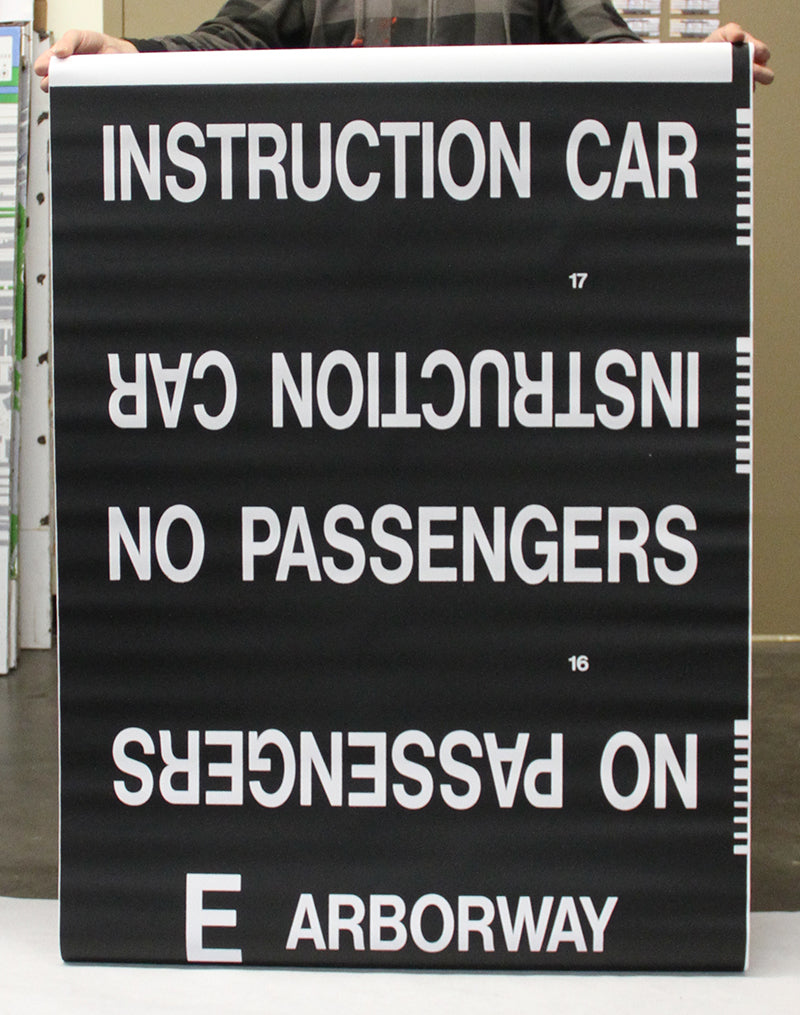 INSTRUCTION CAR
17
INSTRUCTION CAR
NO PASSENGERS
16
NO PASSENGERS
E ARBORWAY